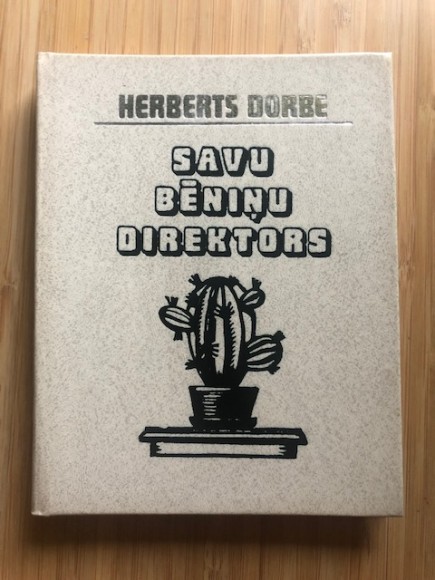 HERBERTS DORBE
SAVU
BĒNIŅU
DIREKTORS